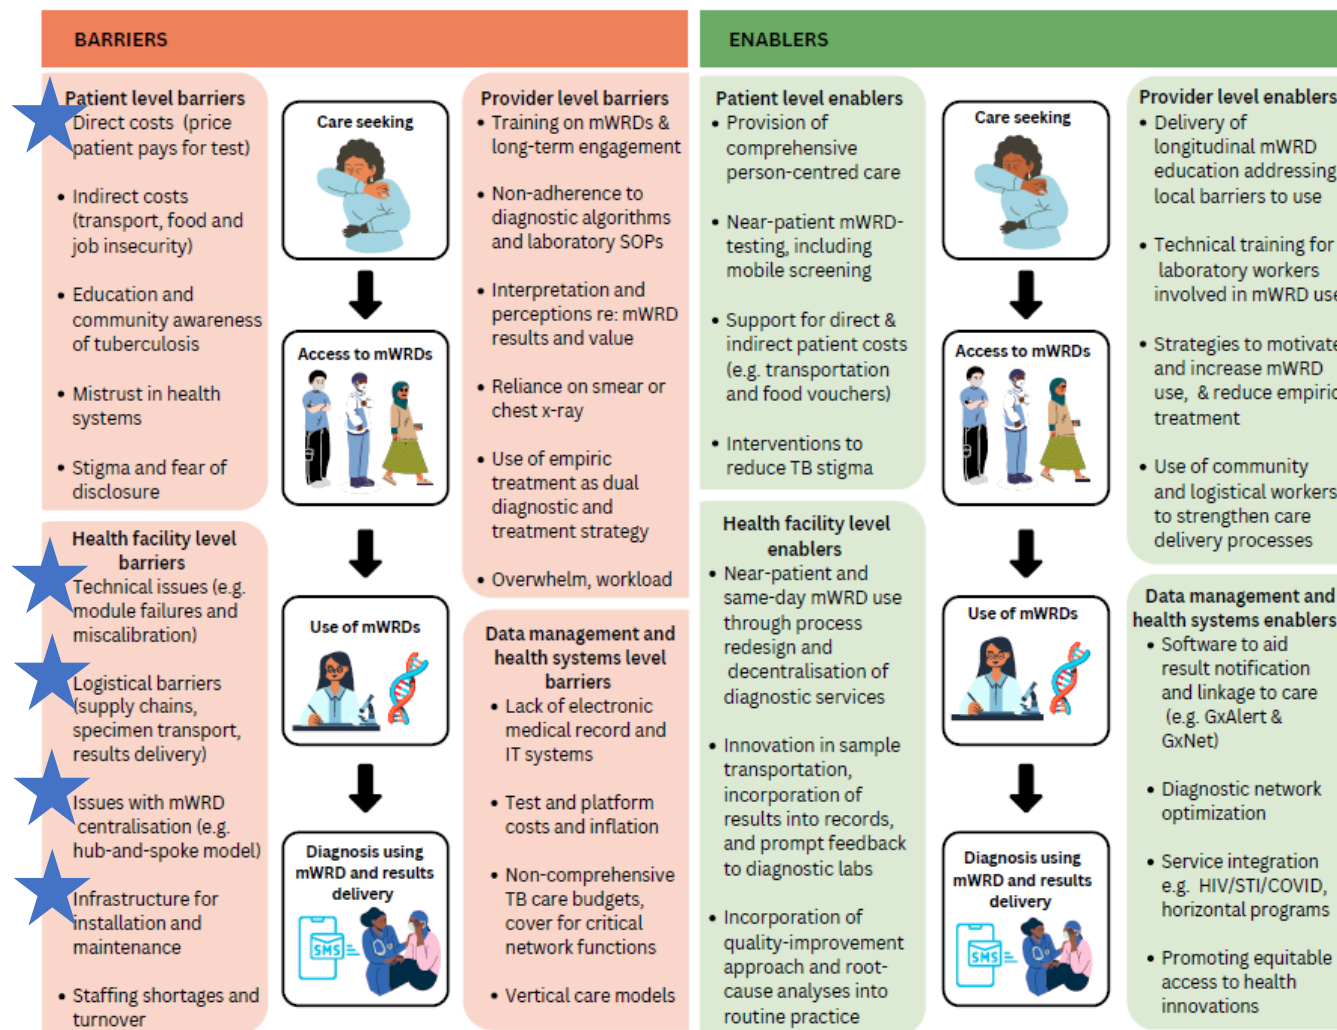 BARRIERS
Patient level barriers
Direct costs (price
patient pays for test)
• Indirect costs
(transport, food and
job insecurity)
• Education and
community awareness
of tuberculosis
• Mistrust in health
systems
• Stigma and fear of
disclosure
Health facility level
barriers
Technical issues (e.g.
module failures and
miscalibration)
Logistical barriers
(supply chains,
specimen transport,
results delivery)
Issues with mWRD
centralisation (e.g.
hub-and-spoke model)
Infrastructure for
installation and
maintenance
• Staffing shortages and
turnover
Care seeking
Access to mWRDs
Use of mWRDs
Diagnosis using
mWRD and results
delivery
SMS
Provider level barriers
• Training on mWRDs &
long-term engagement
• Non-adherence to
diagnostic algorithms
and laboratory SOPs
• Interpretation and
perceptions re: mWRD
results and value
• Reliance on smear or
chest x-ray
• Use of empiric
treatment as dual
diagnostic and
treatment strategy
• Overwhelm, workload
Data management and
health systems level
barriers
• Lack of electronic
medical record and
IT systems
• Test and platform
costs and inflation
• Non-comprehensive
TB care budgets,
cover for critical
network functions
• Vertical care models
ENABLERS
Patient level enablers
• Provision of
comprehensive
person-centred care
• Near-patient mWRD-
testing, including
mobile screening
• Support for direct &
indirect patient costs
(e.g. transportation
and food vouchers)
• Interventions to
reduce TB stigma
Health facility level
enablers
• Near-patient and
same-day mWRD use
through process
redesign and
decentralisation of
diagnostic services
• Innovation in sample
transportation,
incorporation of
results into records,
and prompt feedback
to diagnostic labs
• Incorporation of
quality-improvement
approach and root-
cause analyses into
routine practice
Care seeking
Access to mWRDs
Use of mWRDs
Diagnosis using
mWRD and results
delivery
SMS
Provider level enablers
• Delivery of
longitudinal mWRD
education addressing
local barriers to use
• Technical training for
laboratory workers
involved in mWRD use
• Strategies to motivate
and increase mWRD
use, & reduce empiric
treatment
• Use of community
and logistical workers
to strengthen care
delivery processes
Data management and
health systems enablers
• Software to aid
result notification
and linkage to care
(e.g. GxAlert &
GxNet)
• Diagnostic network
optimization
• Service integration
e.g. HIV/STI/COVID,
horizontal programs
• Promoting equitable
access to health
innovations